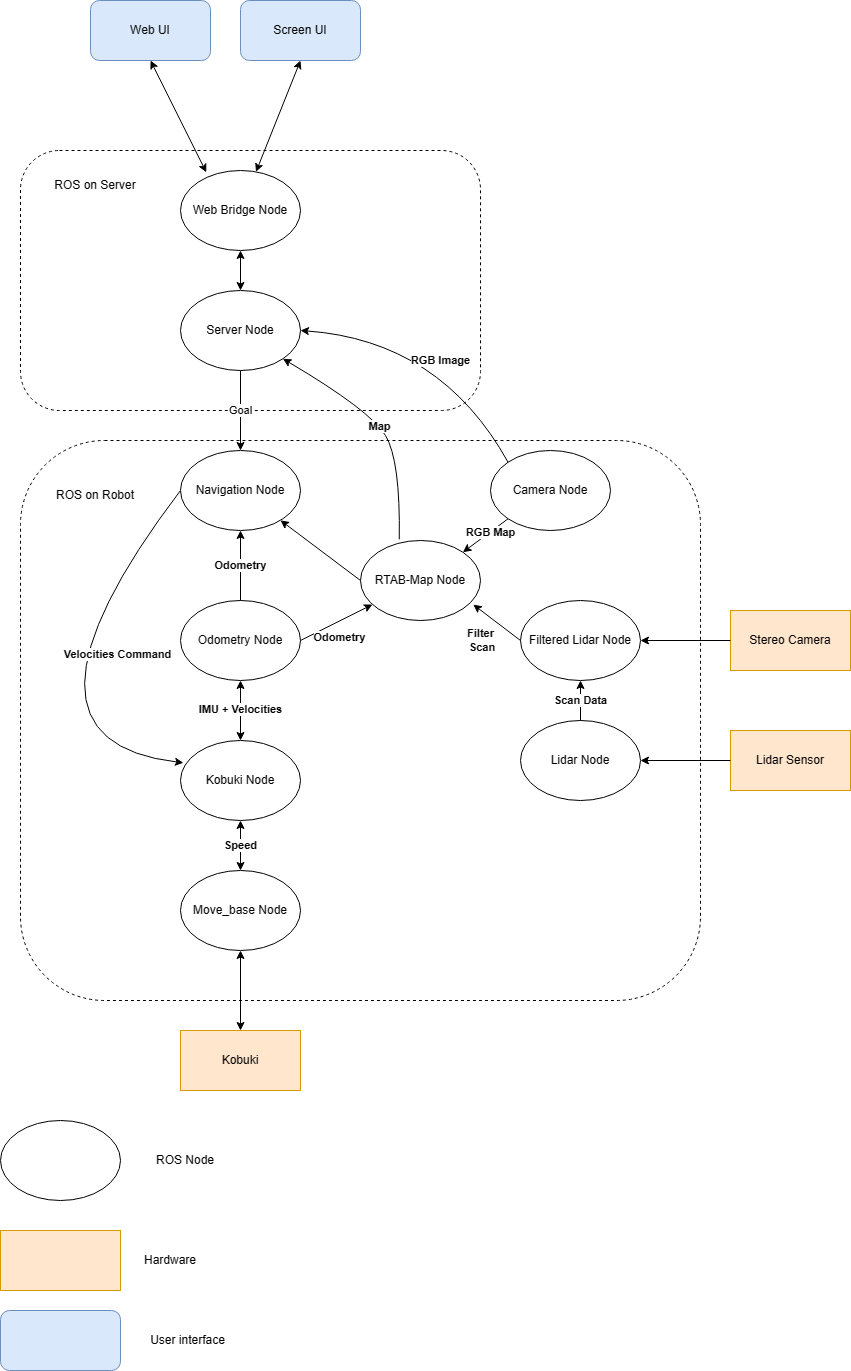 Web UI
Screen UI
ROS on Server
Web Bridge Node
Server Node
RGB Image
Goal
Map
ROS on Robot
Navigation Node
Camera Node
RGB Map
Odometry
RTAB-Map Node
Odometry Node
Odometry
Filter
Scan
Filtered Lidar Node
Stereo Camera
Velocities Command
IMU + Velocities
Scan Data
Kobuki Node
Lidar Node
Lidar Sensor
Speed
Move_base Node
Kobuki
ROS Node
Hardware
User interface